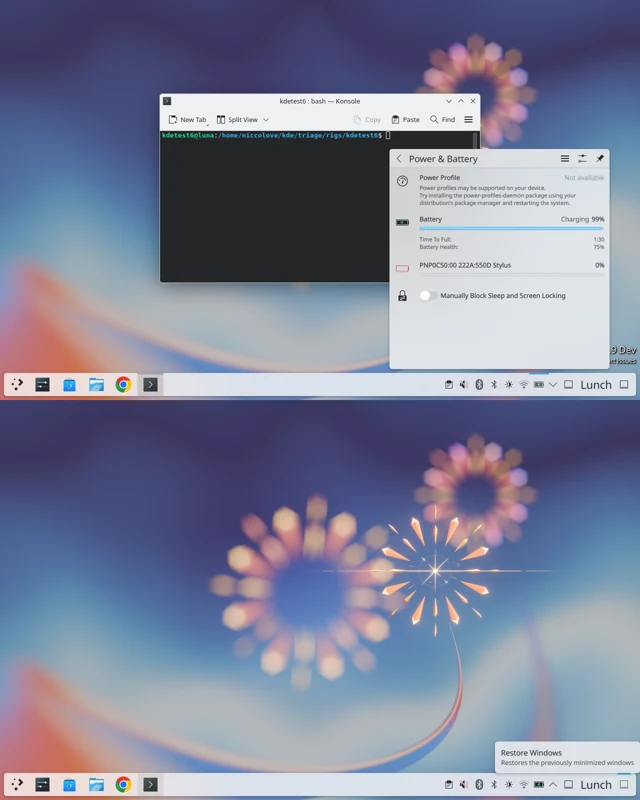 kdetest6 : bash — Konsole
New Tab
Split View
Copy
Paste
Find
kdetest6@luna:/home/niccolove/kde/triage/rigs/kdetest6$
Power & Battery
Power Profile
Not available
Power profiles may be supported on your device.
Try installing the power-profiles-daemon package using your
distribution's package manager and restarting the system.
Battery
Charging 99%
Time To Full:
1:30
Battery Health:
75%
PNP0C50:00 222A:550D Stylus
0%
Manually Block Sleep and Screen Locking
.9 Dev
rt issues
Lunch
Restore Windows
Restores the previously minimized windows
Lunch